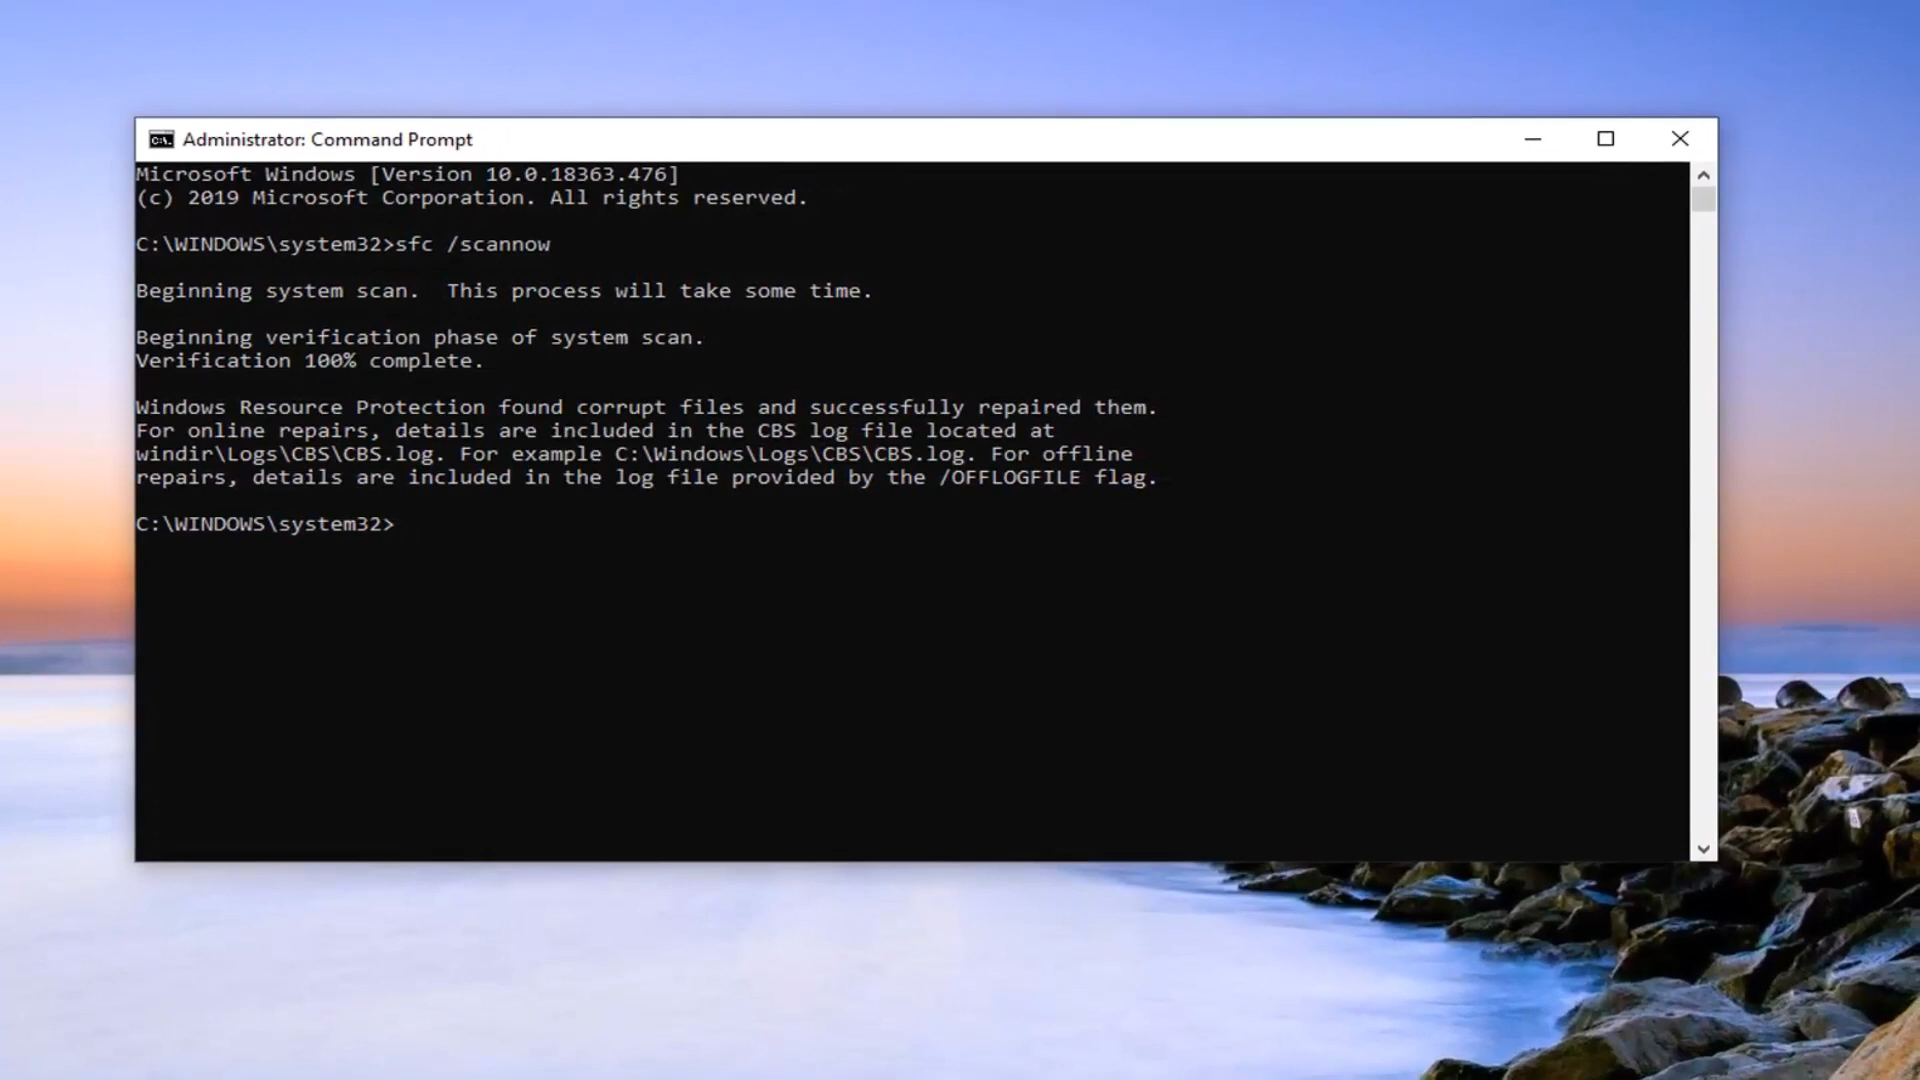 Administrator: Command Prompt
Microsoft Windows [Version 10.0.18363.476]
(c) 2019 Microsoft Corporation. All rights reserved.
C:\WINDOWS\system32>sfc /scannow
Beginning system scan.  This process will take some time.
Beginning verification phase of system scan.
Verification 100% complete.
Windows Resource Protection found corrupt files and successfully repaired them.
For online repairs, details are included in the CBS log file located at
windir\Logs\CBS\CBS.log. For example C:\Windows\Logs\CBS\CBS.log. For offline
repairs, details are included in the log file provided by the /OFFLOGFILE flag.
C:\WINDOWS\system32>